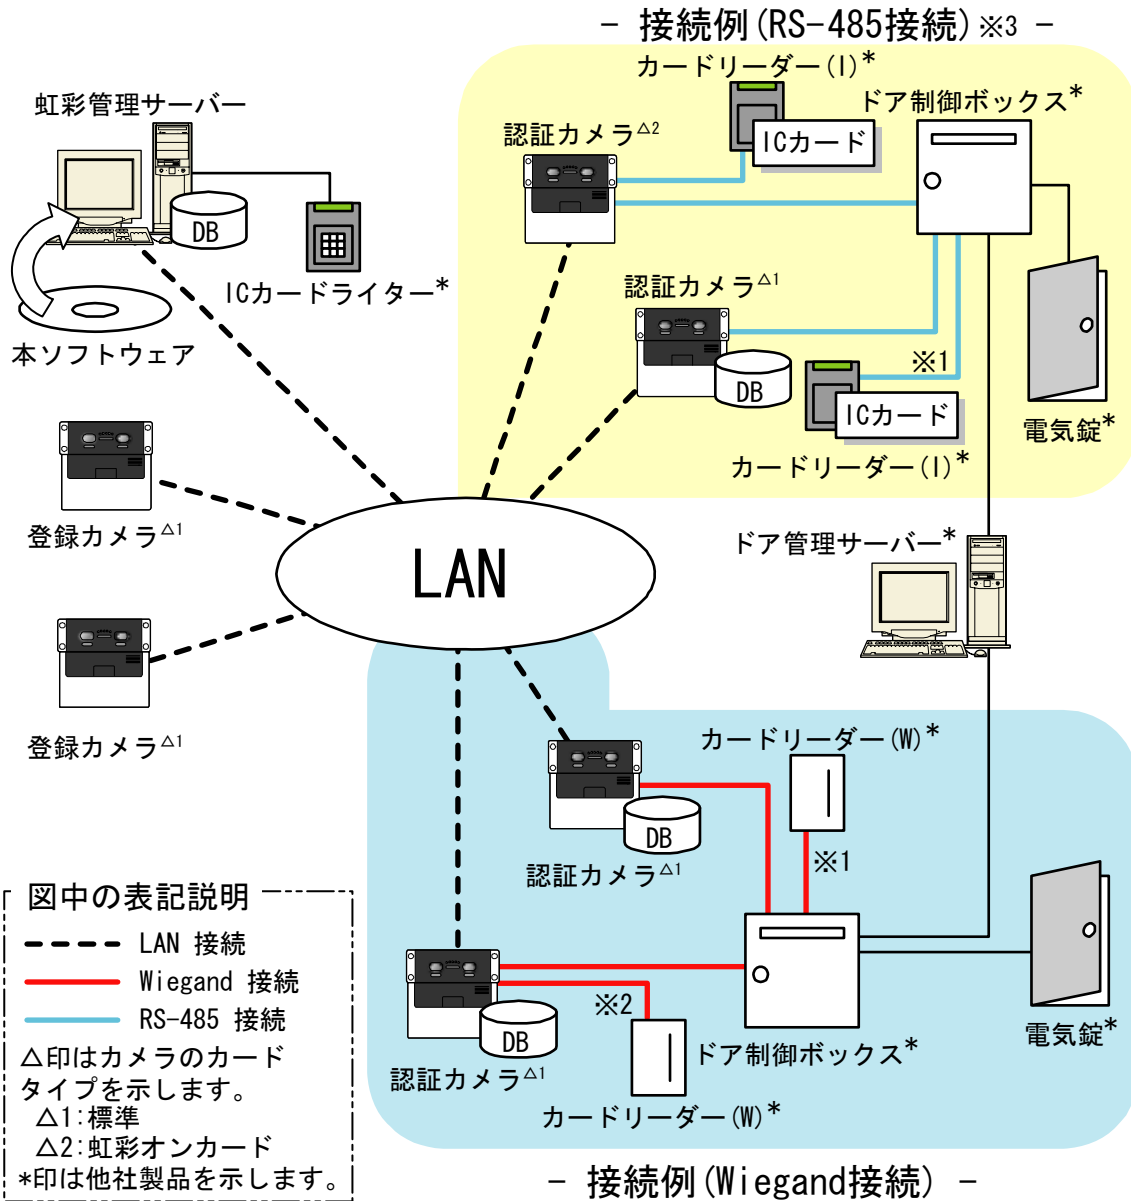 - 接続例(RS-485接続)※3 -
カードリーダー(I)*
虹彩管理サーバー
ドア制御ボックス*
認証カメラ△2
ICカード
DB
ICカードライター*
認証カメラ△1
本ソフトウェア
※1
DB
ICカード
電気錠*
カードリーダー(I)*
登録カメラ△1
ドア管理サーバー*
LAN
登録カメラ△1
カードリーダー(W)*
DB
※1
認証カメラ△1
図中の表記説明
LAN 接続
Wiegand 接続
RS-485 接続
△印はカメラのカード
タイプを示します。
△1:標準
△2:虹彩オンカード
*印は他社製品を示します。
※2
DB
電気錠*
ドア制御ボックス*
認証カメラ△1
カードリーダー(W)*
- 接続例(Wiegand接続) -